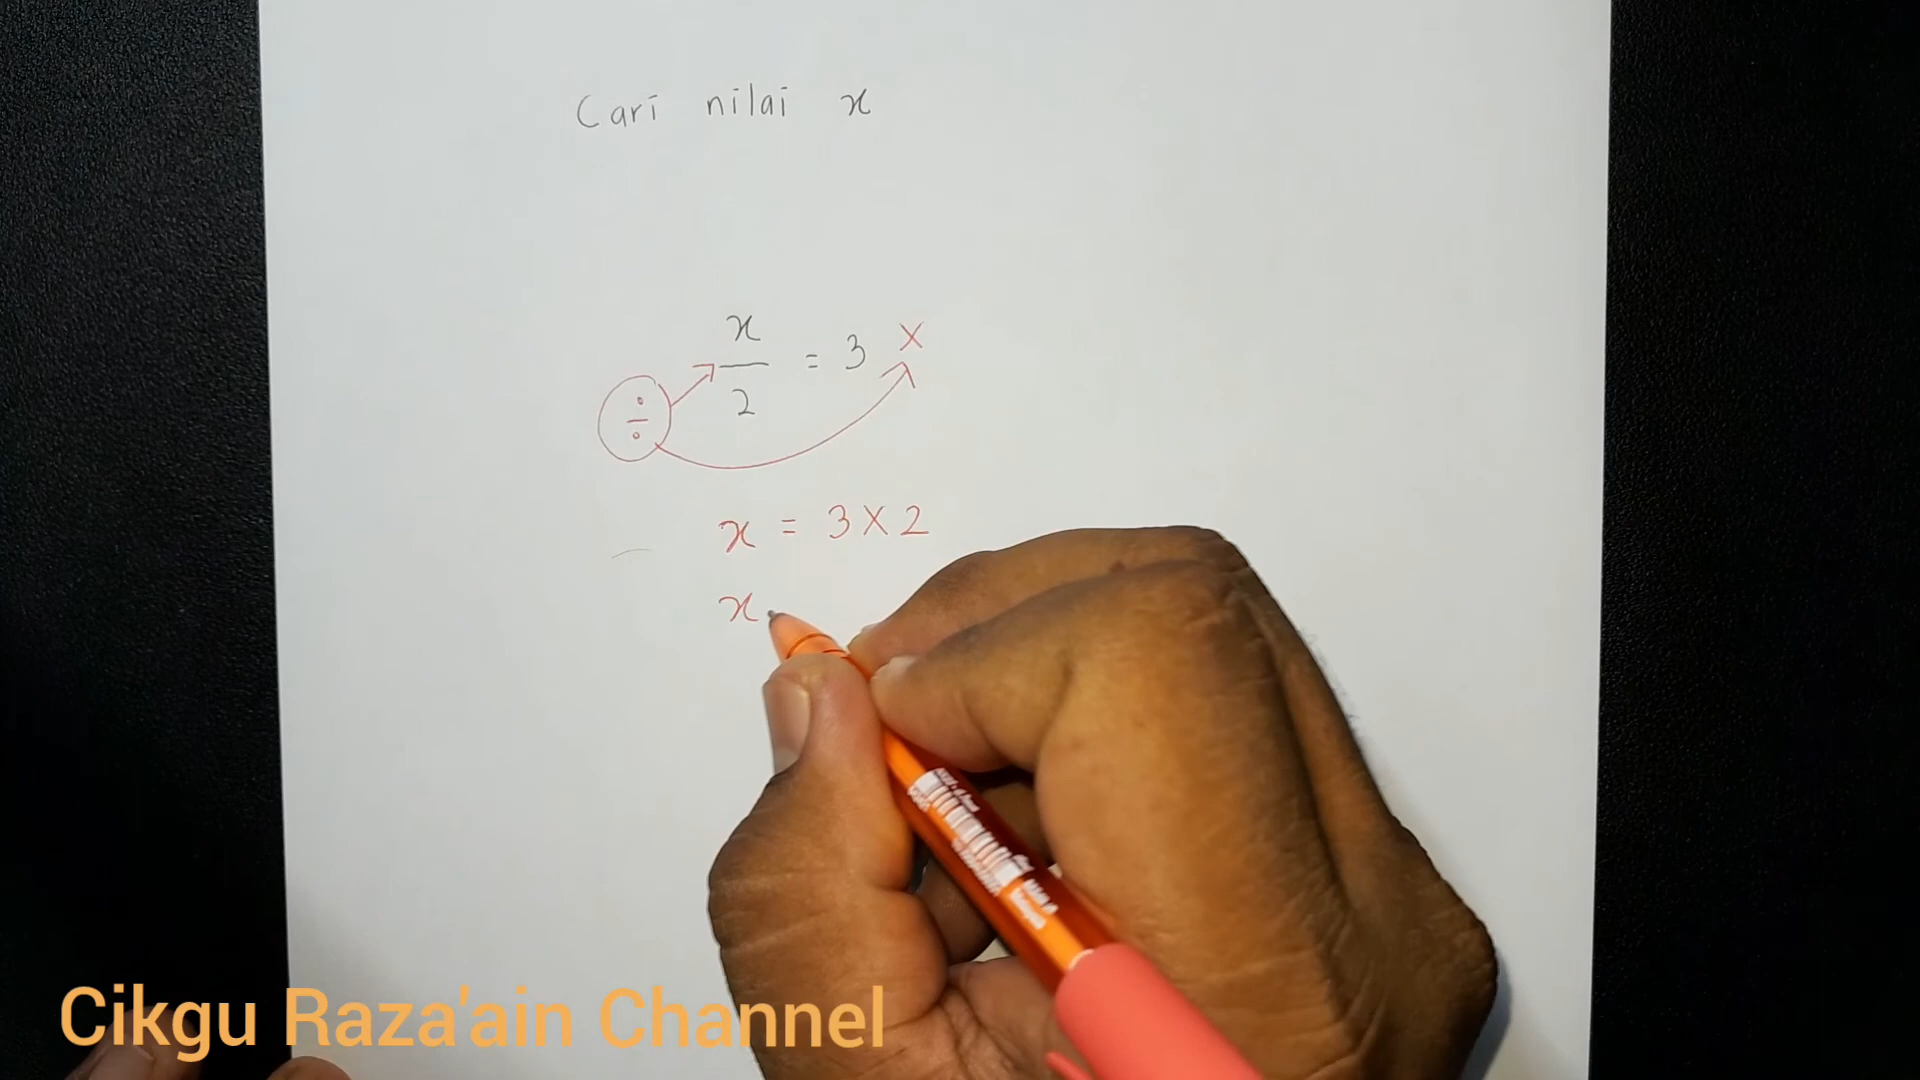 Cari nilai x
x/2 = 3 ×
÷
x = 3 × 2
x
Cikgu Raza'ain Channel